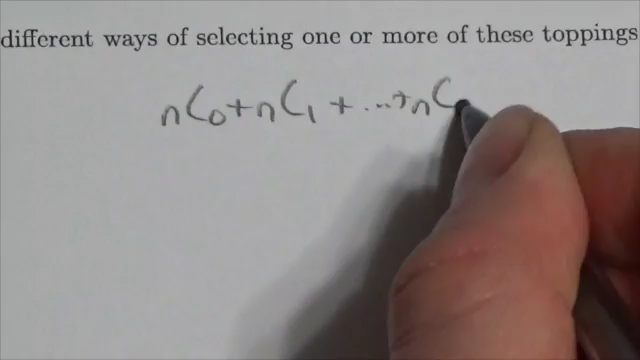 different ways of selecting one or more of these toppings
nC₀+nC₁+...+nC